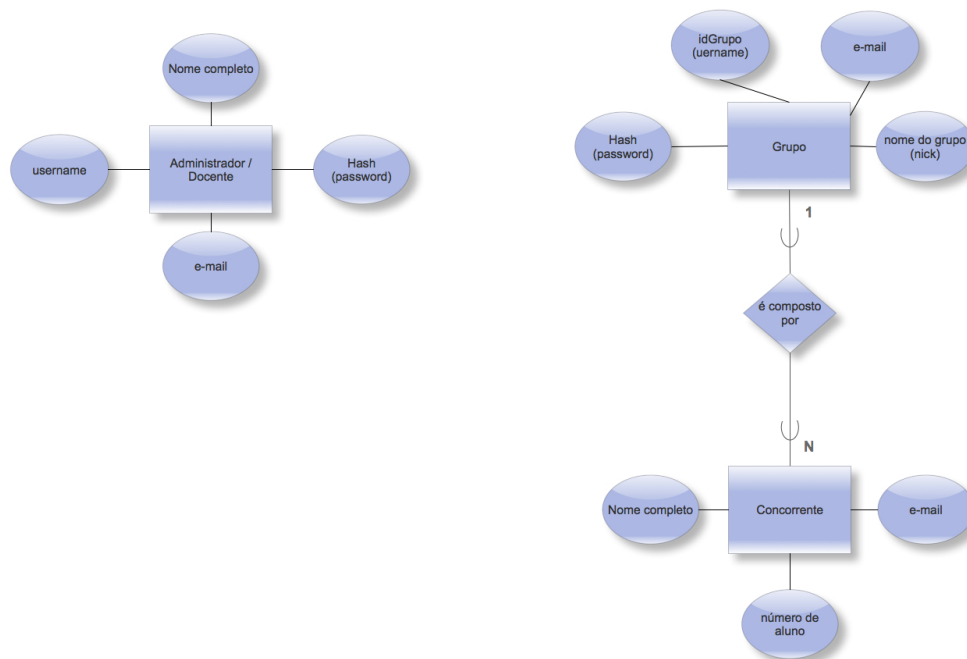 Nome completo
username
Administrador /
Docente
Hash
(password)
e-mail
idGrupo
(uername)
e-mail
Hash
(password)
Grupo
nome do grupo
(nick)
1
é composto
por
N
Nome completo
Concorrente
e-mail
número de
aluno